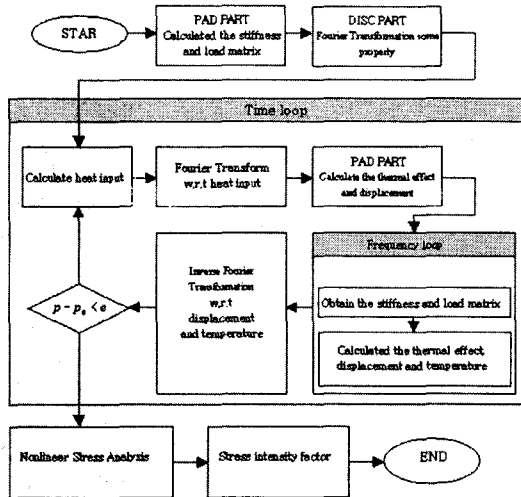 STAR
PAD PART
Calculated the stiffness
and load matrix
DISC PART
Fourier Transformation some
property
Time loop
Calculate heat input
Fourier Transform
w.r.t heat input
PAD PART
Calculate the thermal effect
and displacement
Frequency loop
Obtain the stiffness and load matrix
Calculated the thermal effect
displacement and temperature
Inverse Fourier
Transformation
w.r.t
displacement
and temperature
p - pₑ < e
Nonlinear Stress Analysis
Stress intensity factor
END